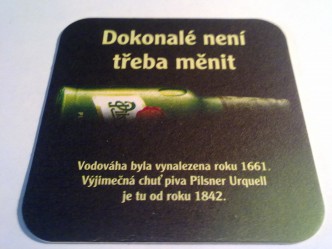 Dokonalé není
třeba měnit
Vodováha byla vynalezena roku 1661.
Výjimečná chuť piva Pilsner Urquell
je tu od roku 1842.